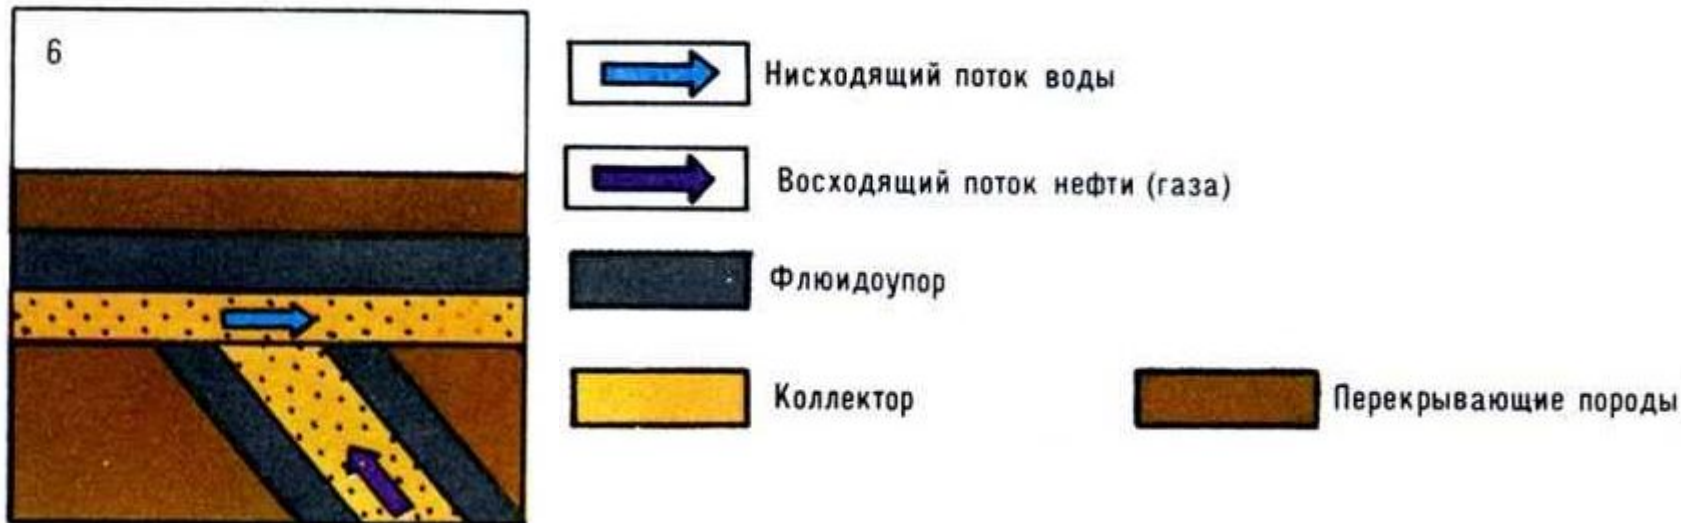 6
Нисходящий поток воды
Восходящий поток нефти (газа)
Флюидоупор
Коллектор
Перекрывающие породы